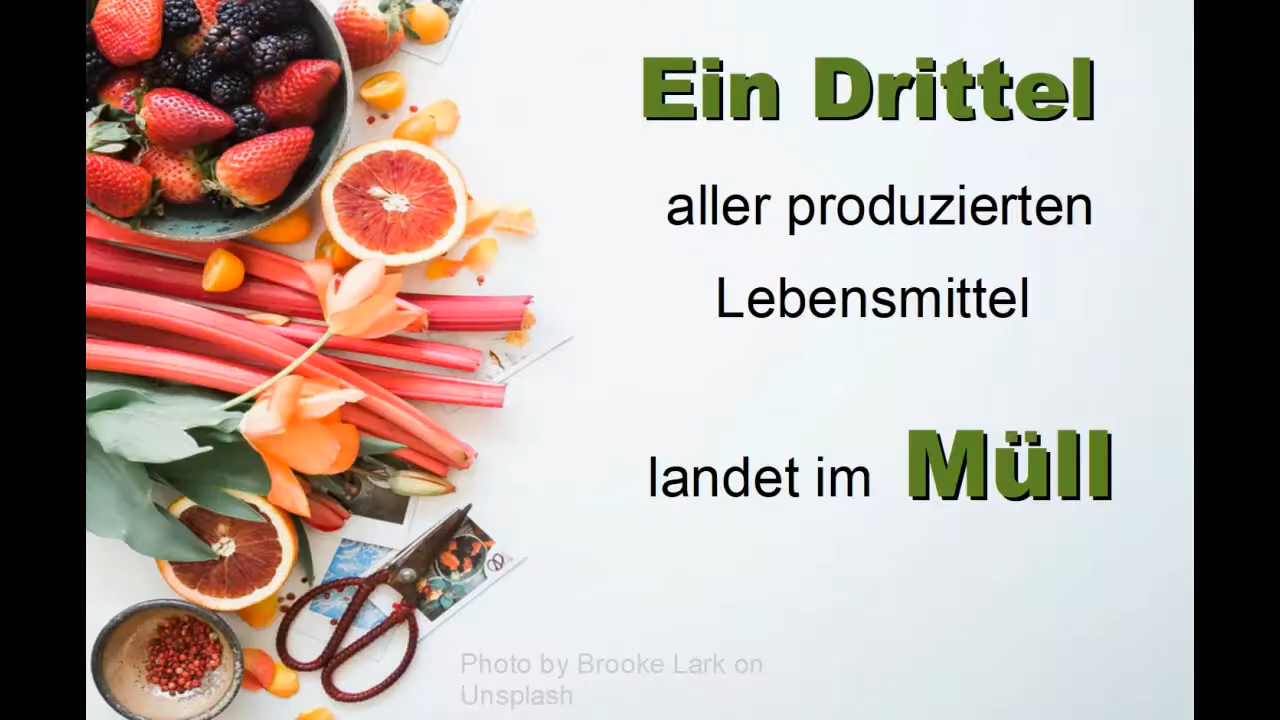 Ein Drittel
aller produzierten
Lebensmittel
landet im Müll
Photo by Brooke Lark on
Unsplash